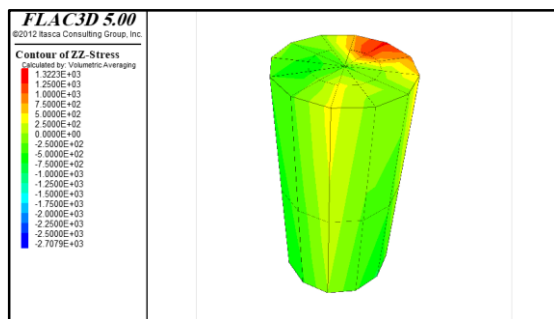 FLAC3D 5.00
©2012 Itasca Consulting Group, Inc.
Contour of ZZ-Stress
Calculated by: Volumetric Averaging
1.3223E+03
1.2500E+03
1.0000E+03
7.5000E+02
5.0000E+02
2.5000E+02
0.0000E+00
-2.5000E+02
-5.0000E+02
-7.5000E+02
-1.0000E+03
-1.2500E+03
-1.5000E+03
-1.7500E+03
-2.0000E+03
-2.2500E+03
-2.5000E+03
-2.7079E+03